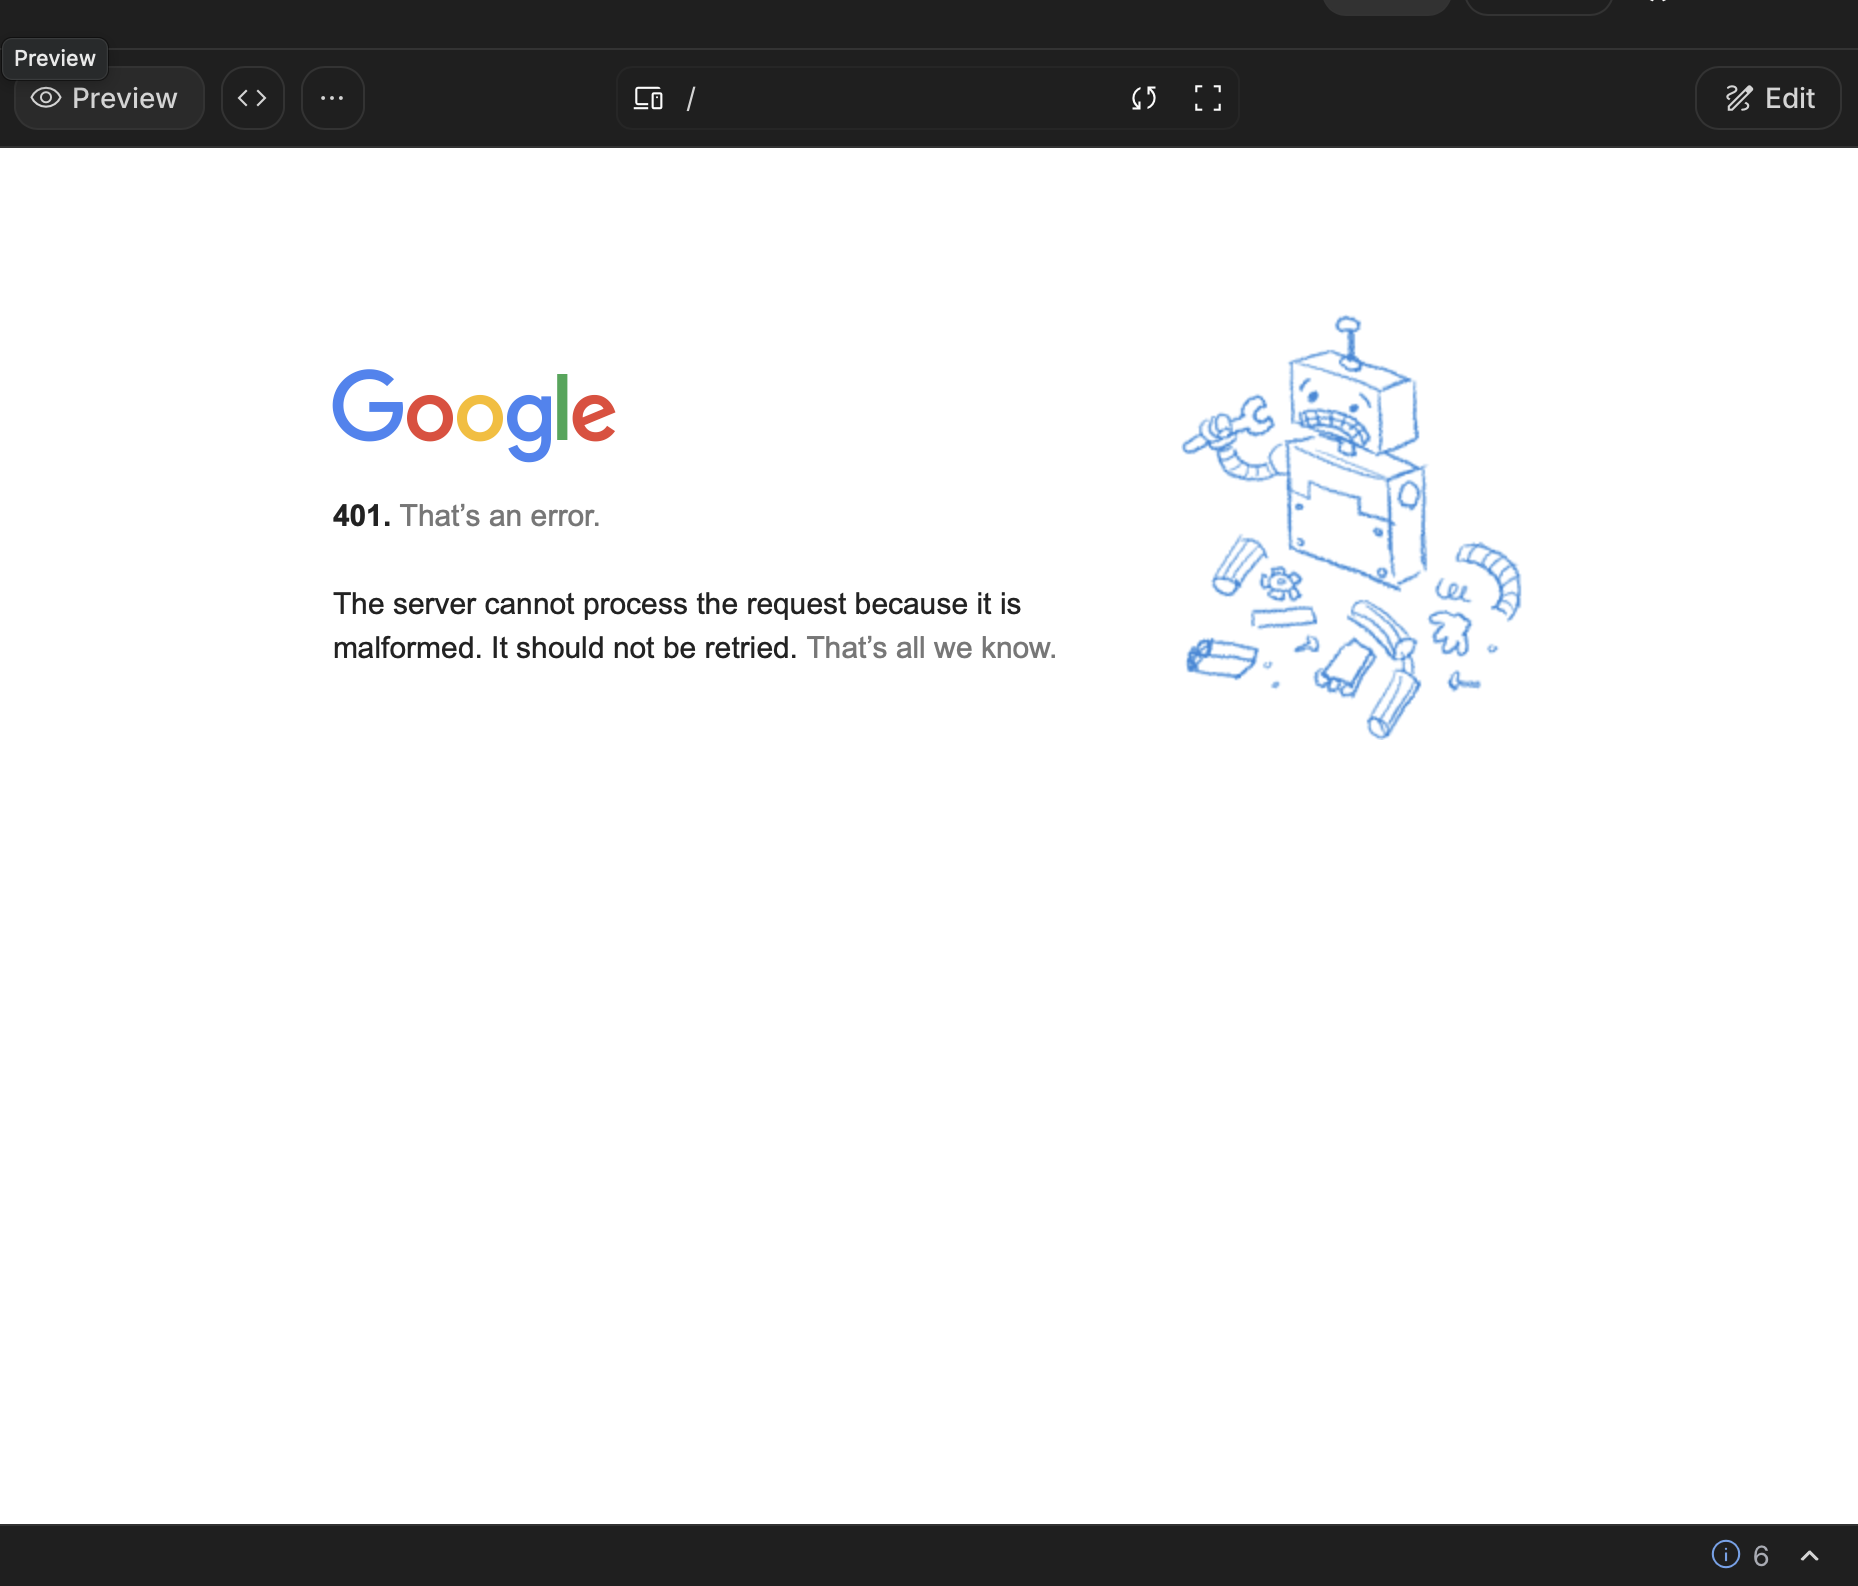 Preview
Preview
/
Edit
Google
401. That’s an error.
The server cannot process the request because it is
malformed. It should not be retried. That’s all we know.
6